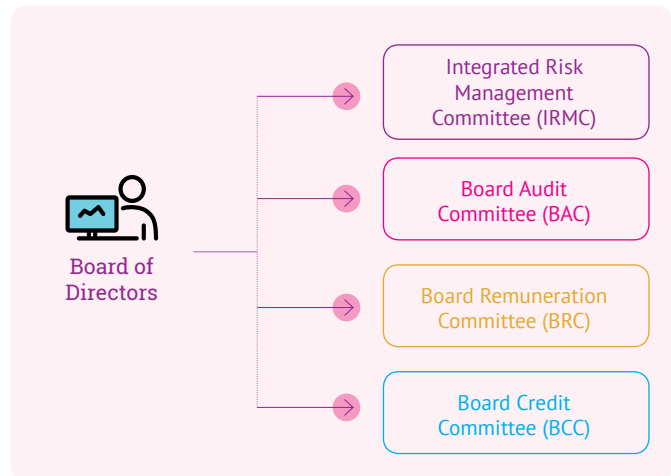 Integrated Risk
Management
Committee (IRMC)
Board Audit
Committee (BAC)
Board of
Directors
Board Remuneration
Committee (BRC)
Board Credit
Committee (BCC)